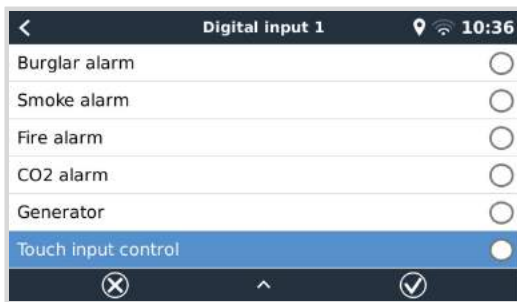 Digital input 1
10:36
Burglar alarm
Smoke alarm
Fire alarm
CO2 alarm
Generator
Touch input control